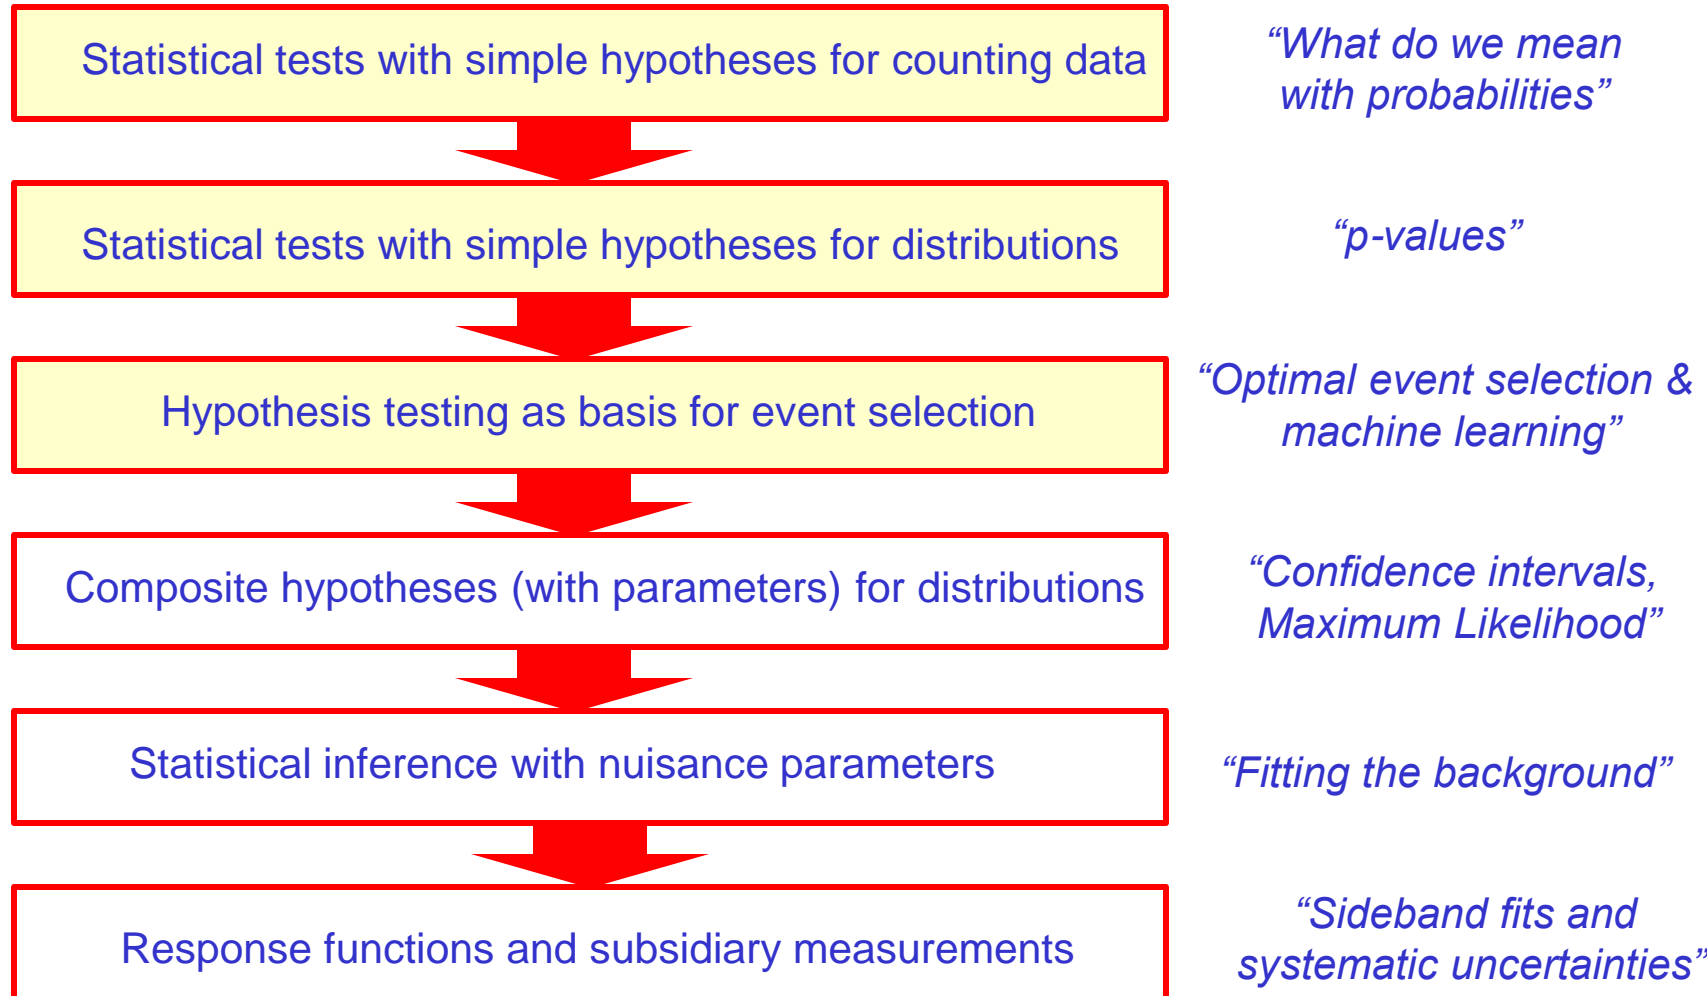 Statistical tests with simple hypotheses for counting data
“What do we mean
with probabilities”
Statistical tests with simple hypotheses for distributions
“p-values”
Hypothesis testing as basis for event selection
“Optimal event selection &
machine learning”
Composite hypotheses (with parameters) for distributions
“Confidence intervals,
Maximum Likelihood”
Statistical inference with nuisance parameters
“Fitting the background”
Response functions and subsidiary measurements
“Sideband fits and
systematic uncertainties”